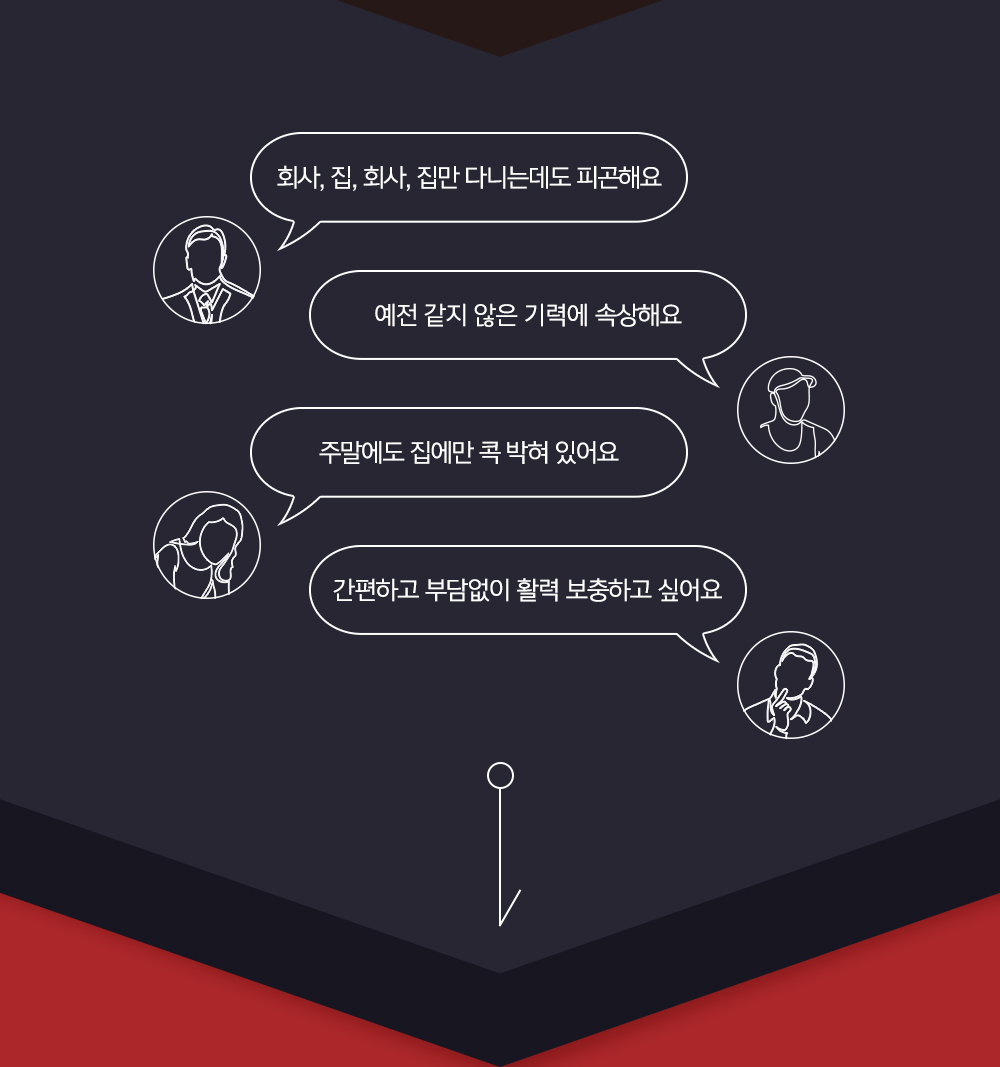 회사, 집, 회사, 집만 다니는데도 피곤해요
예전 같지 않은 기력에 속상해요
주말에도 집에만 콕 박혀 있어요
간편하고 부담없이 활력 보충하고 싶어요